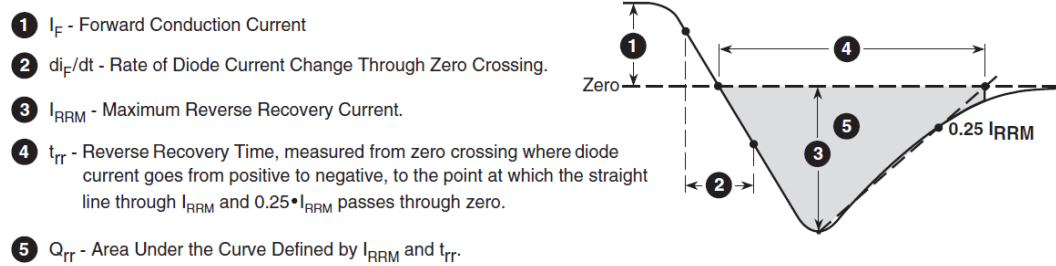 1 I_F - Forward Conduction Current
2 di_F/dt - Rate of Diode Current Change Through Zero Crossing.
3 I_RRM - Maximum Reverse Recovery Current.
4 t_rr - Reverse Recovery Time, measured from zero crossing where diode
current goes from positive to negative, to the point at which the straight
line through I_RRM and 0.25•I_RRM passes through zero.
5 Q_rr - Area Under the Curve Defined by I_RRM and t_rr.
1
4
Zero
5
0.25 I_RRM
3
2